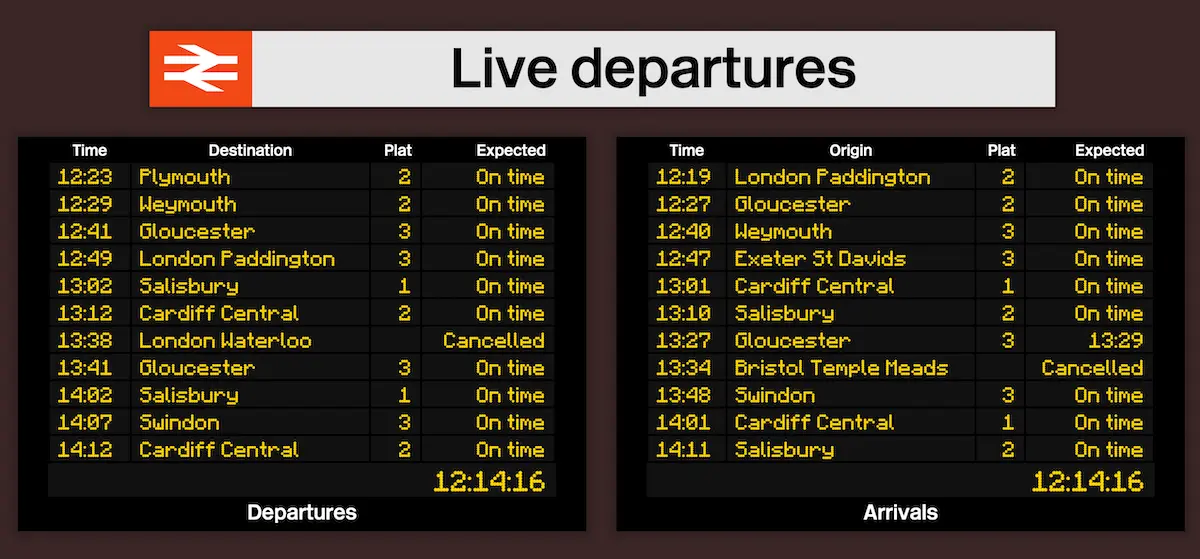 Live departures
Time Destination Plat Expected
12:23 Plymouth 2 On time
12:29 Weymouth 2 On time
12:41 Gloucester 3 On time
12:49 London Paddington 3 On time
13:02 Salisbury 1 On time
13:12 Cardiff Central 2 On time
13:38 London Waterloo Cancelled
13:41 Gloucester 3 On time
14:02 Salisbury 1 On time
14:07 Swindon 3 On time
14:12 Cardiff Central 2 On time
12:14:16
Departures
Time Origin Plat Expected
12:19 London Paddington 2 On time
12:27 Gloucester 2 On time
12:40 Weymouth 3 On time
12:47 Exeter St Davids 3 On time
13:01 Cardiff Central 1 On time
13:10 Salisbury 2 On time
13:27 Gloucester 3 13:29
13:34 Bristol Temple Meads Cancelled
13:48 Swindon 3 On time
14:01 Cardiff Central 1 On time
14:11 Salisbury 2 On time
12:14:16
Arrivals